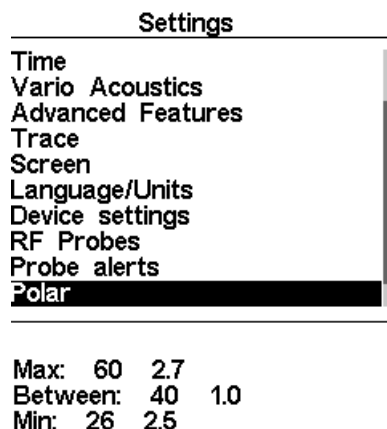 Settings
Time
Vario Acoustics
Advanced Features
Trace
Screen
Language/Units
Device settings
RF Probes
Probe alerts
Polar
Max: 60 2.7
Between: 40 1.0
Min: 26 2.5